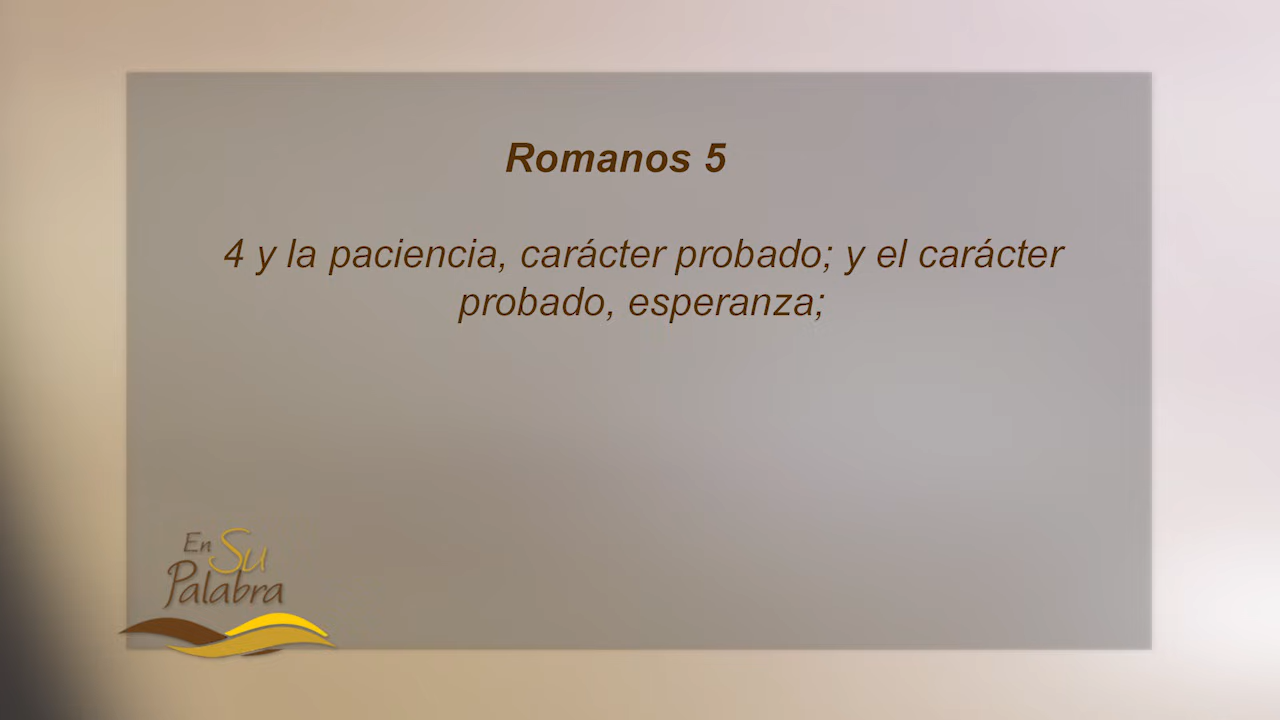 Romanos 5
4 y la paciencia, carácter probado; y el carácter
probado, esperanza;
En Su
Palabra